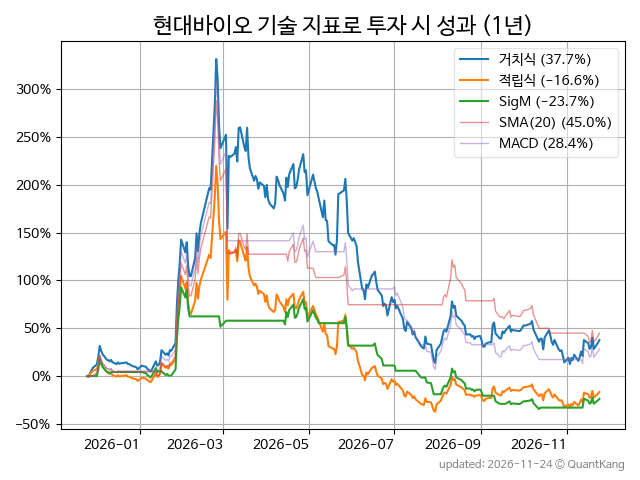 현대바이오 기술 지표로 투자 시 성과 (1년)
거치식 (37.7%)
적립식 (−16.6%)
SigM (−23.7%)
SMA(20) (45.0%)
MACD (28.4%)
300%
250%
200%
150%
100%
50%
0%
−50%
2026-01 2026-03 2026-05 2026-07 2026-09 2026-11
updated: 2026-11-24 © QuantKang